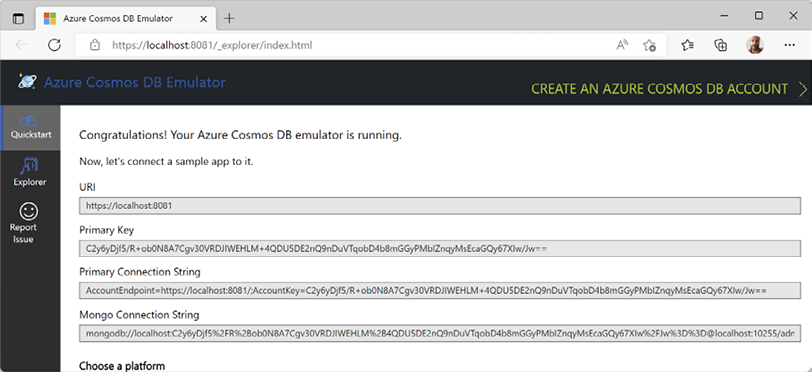 Azure Cosmos DB Emulator
https://localhost:8081/_explorer/index.html
Azure Cosmos DB Emulator
CREATE AN AZURE COSMOS DB ACCOUNT
Quickstart
Explorer
Report
Issue
Congratulations! Your Azure Cosmos DB emulator is running.
Now, let's connect a sample app to it.
URI
https://localhost:8081
Primary Key
C2y6yDjf5/R+ob0N8A7Cgv30VRDJIWEHLM+4QDU5DE2nQ9nDuVTqobD4b8mGGyPMbIZnqyMsEcaGQy67XIw/Jw==
Primary Connection String
AccountEndpoint=https://localhost:8081/;AccountKey=C2y6yDjf5/R+ob0N8A7Cgv30VRDJIWEHLM+4QDU5DE2nQ9nDuVTqobD4b8mGGyPMbIZnqyMsEcaGQy67XIw/Jw==
Mongo Connection String
mongodb://localhost:C2y6yDjf5%2FR%2Bob0N8A7Cgv30VRDJIWEHLM%2B4QDU5DE2nQ9nDuVTqobD4b8mGGyPMbIZnqyMsEcaGQy67XIw%2FJw%3D%3D@localhost:10255/adn
Choose a platform